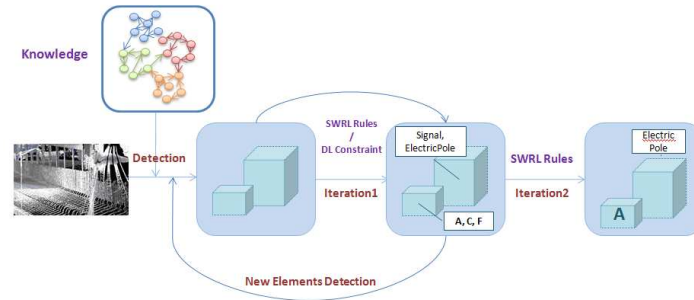 Knowledge
Detection
SWRL Rules
/
DL Constraint
Iteration1
Signal,
ElectricPole
A, C, F
SWRL Rules
Iteration2
Electric
Pole
A
New Elements Detection